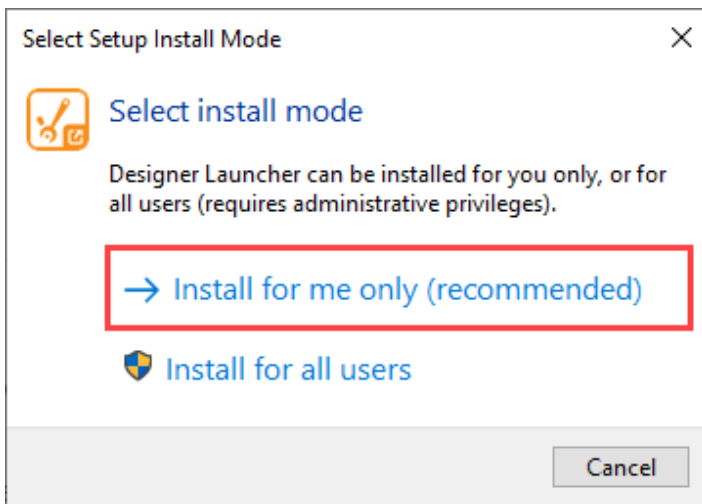 Select Setup Install Mode
Select install mode
Designer Launcher can be installed for you only, or for
all users (requires administrative privileges).
Install for me only (recommended)
Install for all users
Cancel